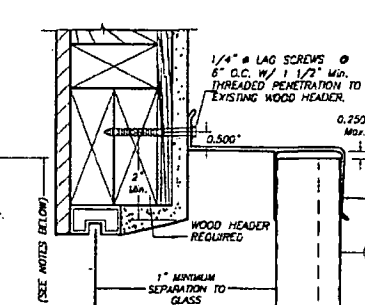 1/4" ø LAG SCREWS @
6" O.C. W/ 1 1/2" Min.
THREADED PENETRATION TO
EXISTING WOOD HEADER.
0.250
Max.
0.500"
2"
Min.
WOOD HEADER
REQUIRED
(SEE NOTES BELOW)
1" MINIMUM
SEPARATION TO
GLASS